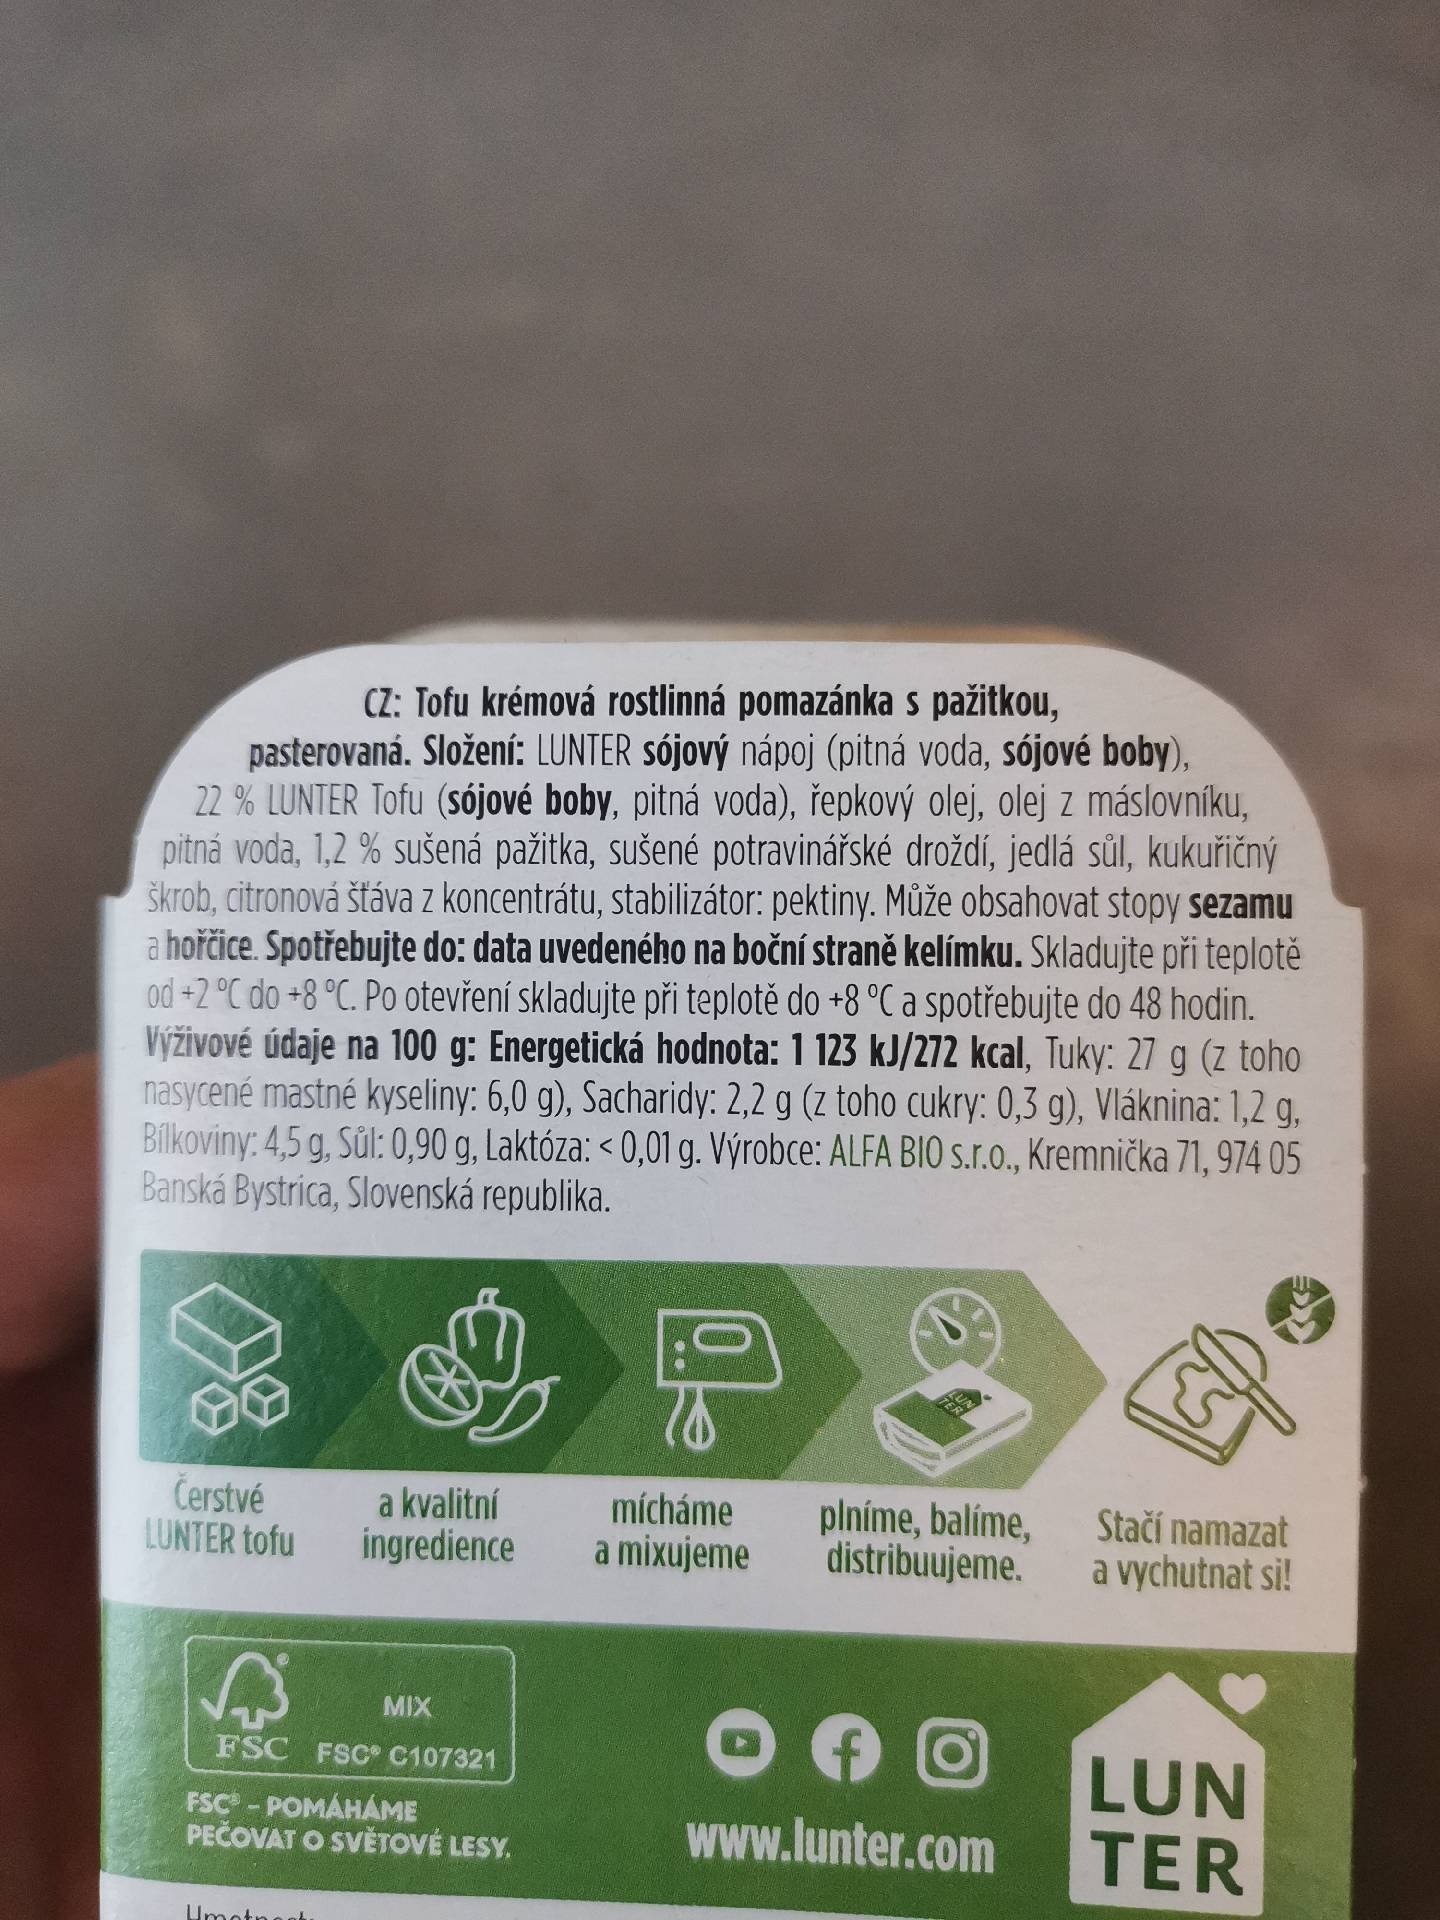 CZ: Tofu krémová rostlinná pomazánka s pažitkou,
pasterovaná. Složení: LUNTER sójový nápoj (pitná voda, sójové boby),
22 % LUNTER Tofu (sójové boby, pitná voda), řepkový olej, olej z máslovníku,
pitná voda, 1,2 % sušená pažitka, sušené potravinářské droždí, jedlá sůl, kukuřičný
škrob, citronová šťáva z koncentrátu, stabilizátor: pektiny. Může obsahovat stopy sezamu
a hořčice. Spotřebujte do: data uvedeného na boční straně kelímku. Skladujte při teplotě
od +2 °C do +8 °C. Po otevření skladujte při teplotě do +8 °C a spotřebujte do 48 hodin.
Výživové údaje na 100 g: Energetická hodnota: 1 123 kJ/272 kcal, Tuky: 27 g (z toho
nasycené mastné kyseliny: 6,0 g), Sacharidy: 2,2 g (z toho cukry: 0,3 g), Vláknina: 1,2 g,
Bílkoviny: 4,5 g, Sůl: 0,90 g, Laktóza: < 0,01 g. Výrobce: ALFA BIO s.r.o., Kremnička 71, 974 05
Banská Bystrica, Slovenská republika.
LUN
TER
Čerstvé
LUNTER tofu
a kvalitní
ingredience
mícháme
a mixujeme
plníme, balíme,
distribuujeme.
Stačí namazat
a vychutnat si!
MIX
FSC
FSC® C107321
FSC® – POMÁHÁME
PEČOVAT O SVĚTOVÉ LESY.
www.lunter.com
LUN
TER